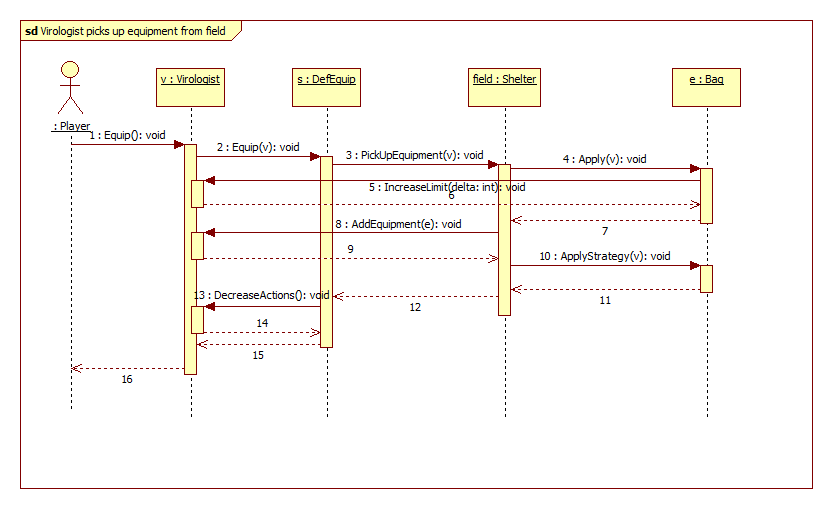 sd Virologist picks up equipment from field
v : Virologist
s : DefEquip
field : Shelter
e : Bag
: Player
1 : Equip(): void
2 : Equip(v): void
3 : PickUpEquipment(v): void
4 : Apply(v): void
5 : IncreaseLimit(delta: int): void
6
7
8 : AddEquipment(e): void
9
10 : ApplyStrategy(v): void
11
12
13 : DecreaseActions(): void
14
15
16